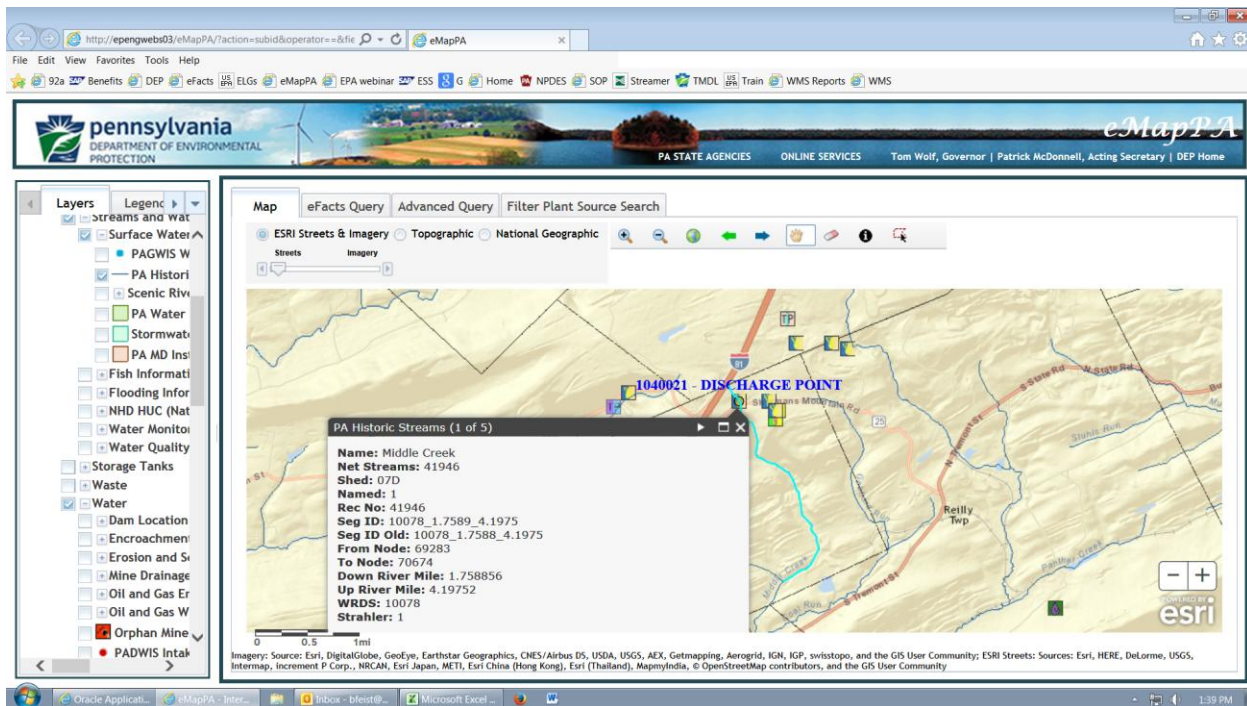 http://epengwebs03/eMapPA/?action=subid&operator==&fie
eMapPA
File Edit View Favorites Tools Help
92a Benefits DEP eFacts ELGs eMapPA EPA webinar ESS G Home NPDES SOP Streamer TMDL Train WMS Reports WMS
pennsylvania
DEPARTMENT OF ENVIRONMENTAL
PROTECTION
eMapPA
PA STATE AGENCIES ONLINE SERVICES Tom Wolf, Governor | Patrick McDonnell, Acting Secretary | DEP Home
Layers Legend
Streams and Wat
Surface Water
PAGWIS W
PA Histori
Scenic Rive
PA Water
Stormwate
PA MD Inst
Fish Informati
Flooding Infor
NHD HUC (Nat
Water Monitor
Water Quality
Storage Tanks
Waste
Water
Dam Location
Encroachment
Erosion and Se
Mine Drainage
Oil and Gas Er
Oil and Gas W
Orphan Mine
PADWIS Intak
Map eFacts Query Advanced Query Filter Plant Source Search
ESRI Streets & Imagery Topographic National Geographic
Streets Imagery
TP
81
1040021 - DISCHARGE POINT
25
N State Rd
S State Rd
N Tremont St
Stumps Run
Reilly
Twp
Panther Creek
Middle Creek
S Tremont St
PA Historic Streams (1 of 5)
Name: Middle Creek
Net Streams: 41946
Shed: 07D
Named: 1
Rec No: 41946
Seg ID: 10078_1.7589_4.1975
Seg ID Old: 10078_1.7588_4.1975
From Node: 69283
To Node: 70674
Down River Mile: 1.758856
Up River Mile: 4.19752
WRDS: 10078
Strahler: 1
0 0.5 1mi
POWERED BY
esri
Imagery: Source: Esri, DigitalGlobe, GeoEye, Earthstar Geographics, CNES/Airbus DS, USDA, USGS, AEX, Getmapping, Aerogrid, IGN, IGP, swisstopo, and the GIS User Community; ESRI Streets: Sources: Esri, HERE, DeLorme, USGS,
Intermap, increment P Corp., NRCAN, Esri Japan, METI, Esri China (Hong Kong), Esri (Thailand), MapmyIndia, © OpenStreetMap contributors, and the GIS User Community
Oracle Applicati... eMapPA - Inter... Inbox - bfeist@... Microsoft Excel ... 1:39 PM